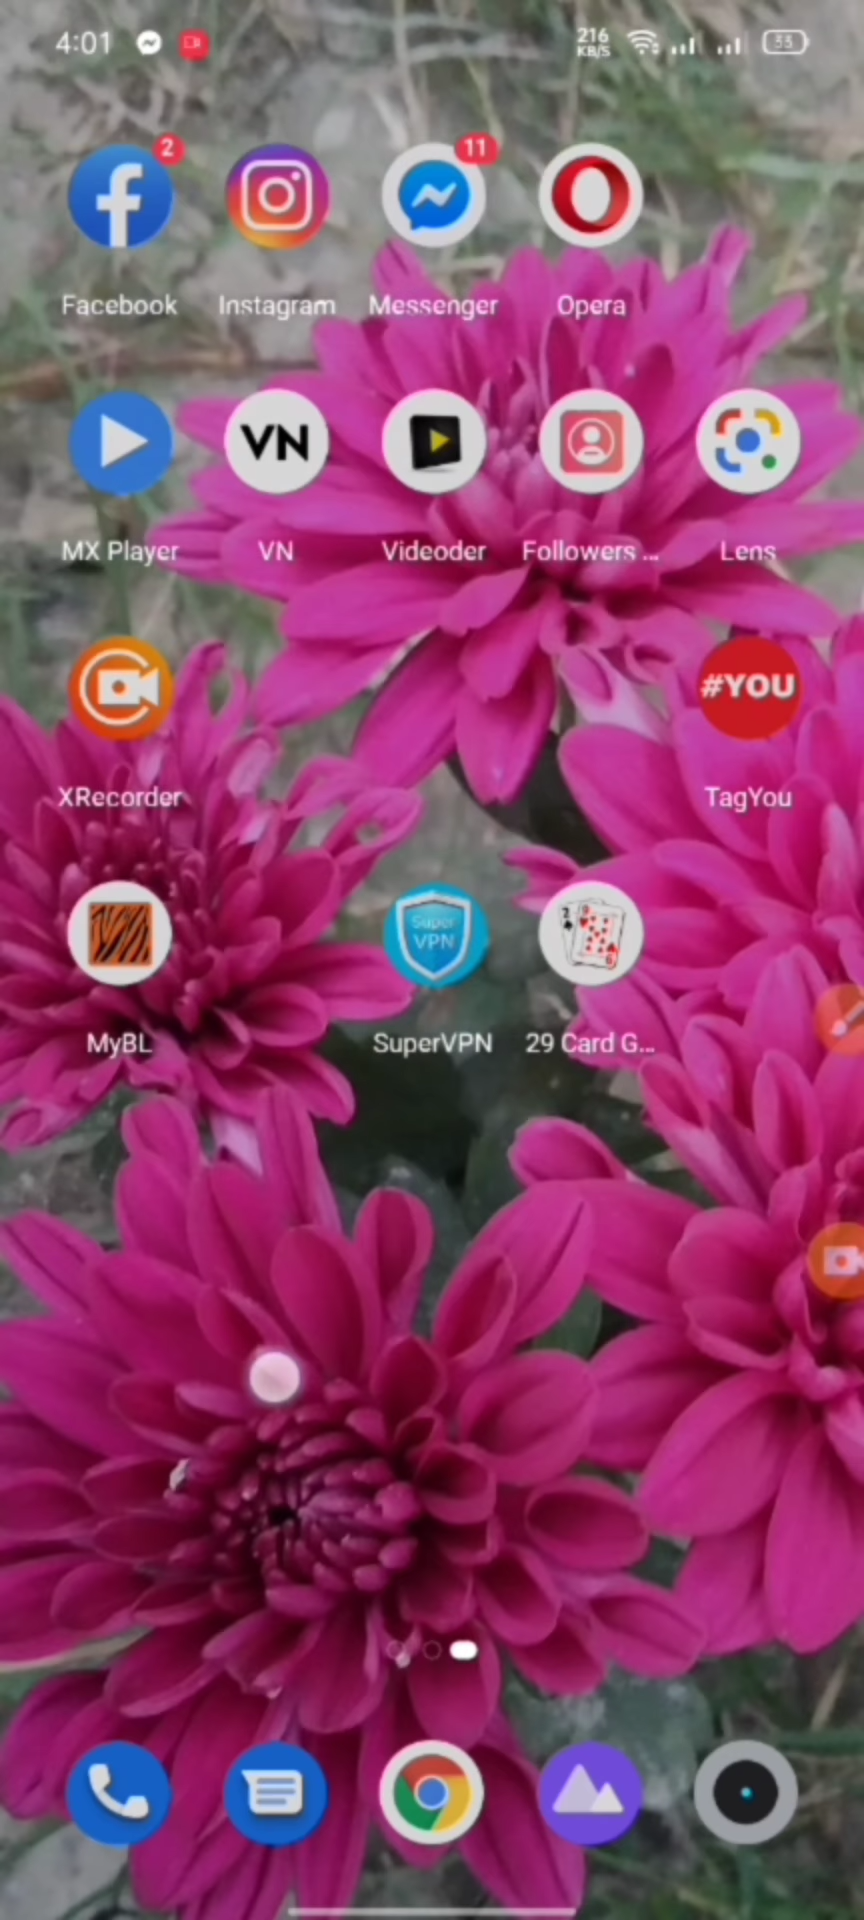 4:01
216
KB/S
33
2
11
Facebook
Instagram
Messenger
Opera
VN
MX Player
VN
Videoder
Followers ...
Lens
#YOU
XRecorder
TagYou
Super
VPN
MyBL
SuperVPN
29 Card G...